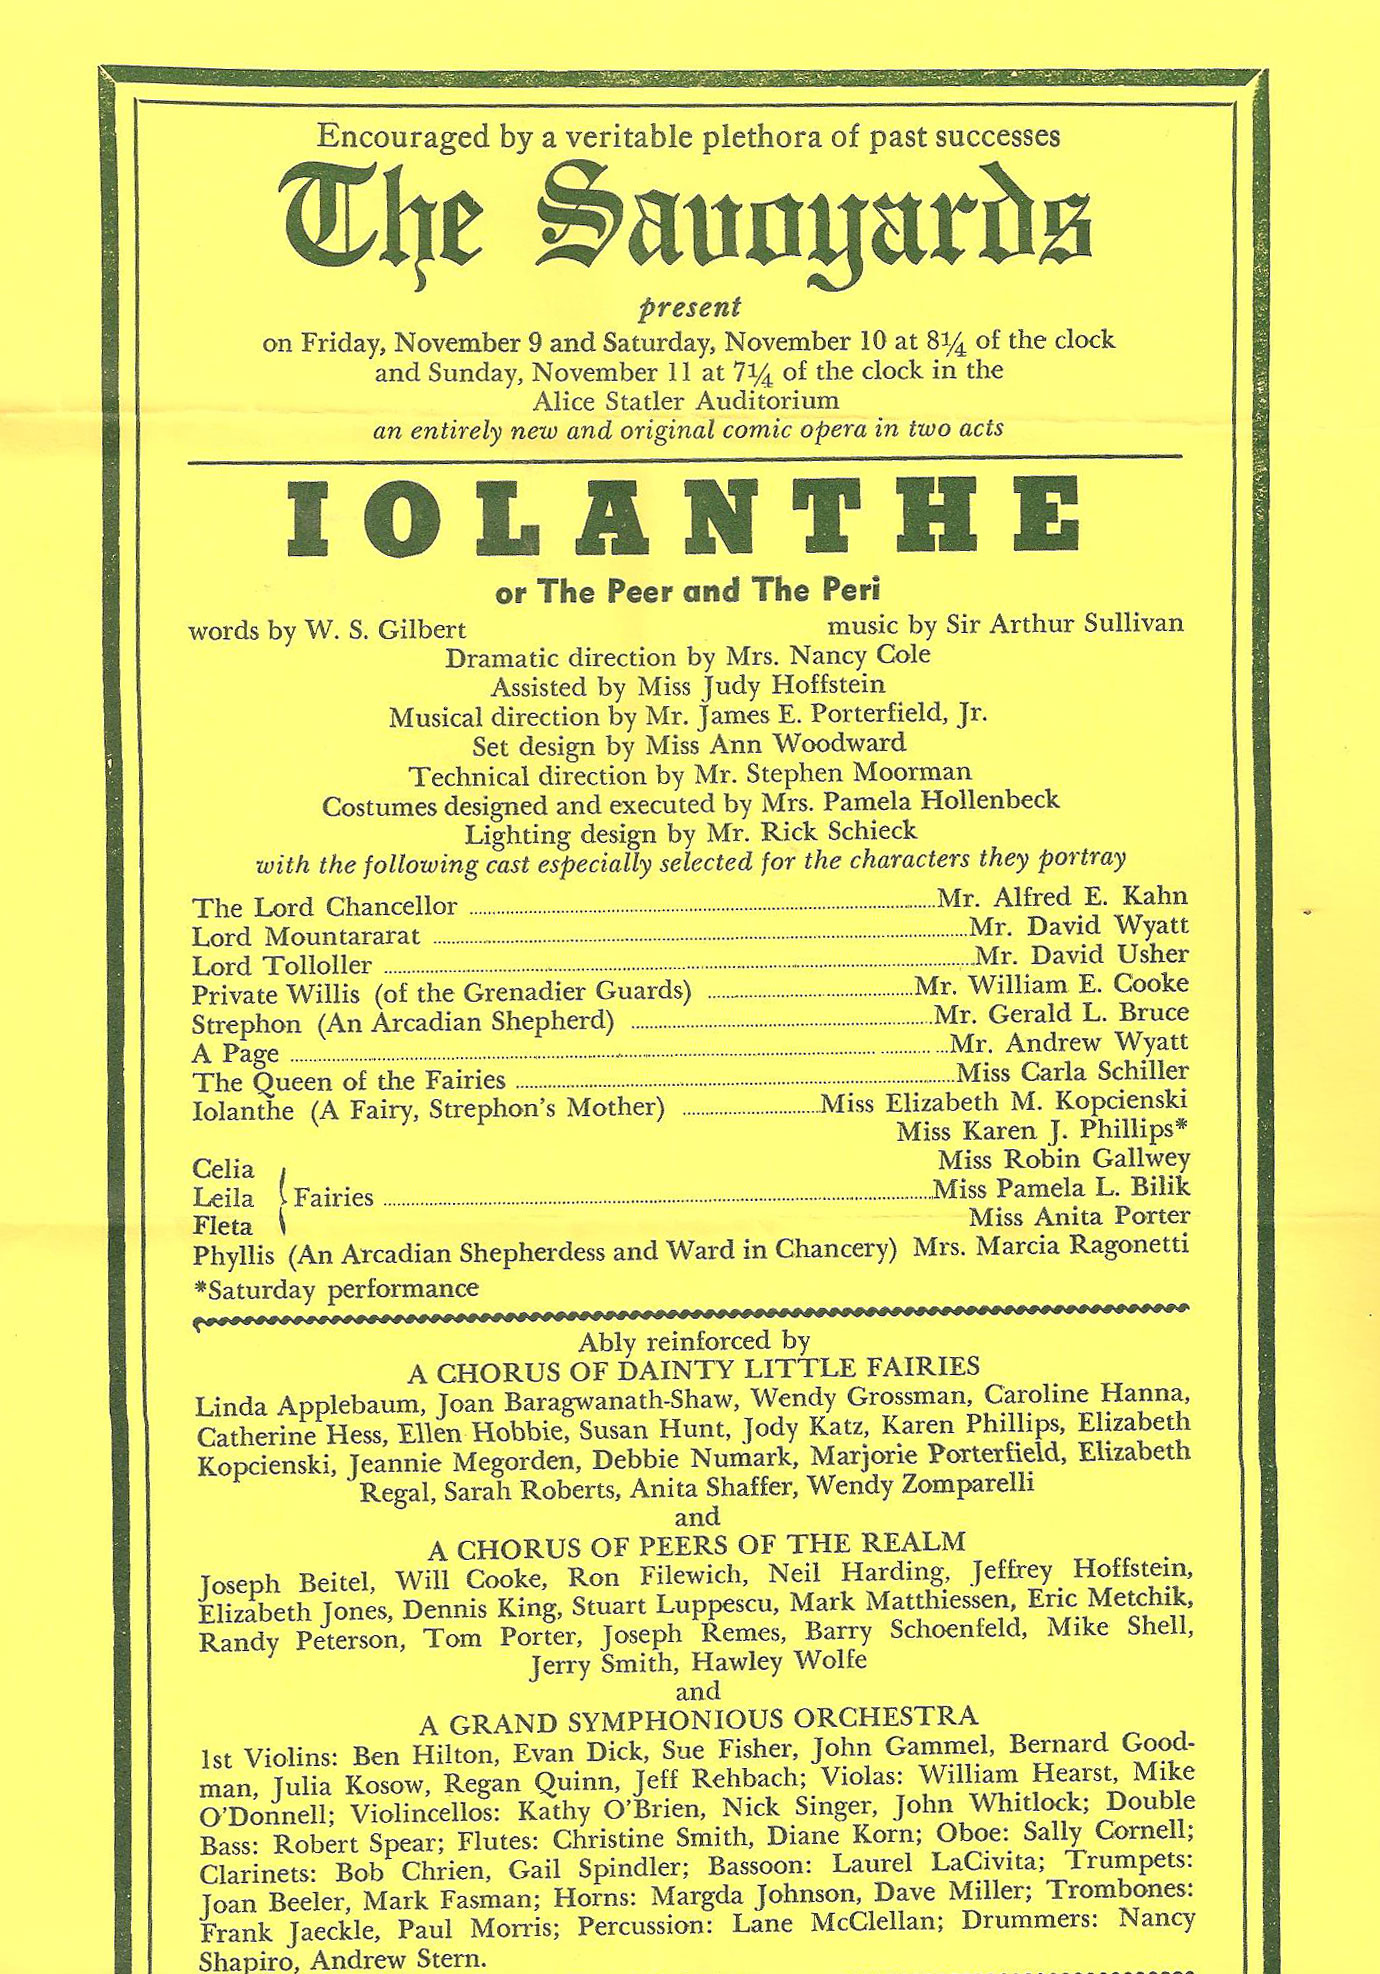 Encouraged by a veritable plethora of past successes
The Savoyards
present
on Friday, November 9 and Saturday, November 10 at 8¼ of the clock
and Sunday, November 11 at 7¼ of the clock in the
Alice Statler Auditorium
an entirely new and original comic opera in two acts
IOLANTHE
or The Peer and The Peri
words by W. S. Gilbert music by Sir Arthur Sullivan
Dramatic direction by Mrs. Nancy Cole
Assisted by Miss Judy Hoffstein
Musical direction by Mr. James E. Porterfield, Jr.
Set design by Miss Ann Woodward
Technical direction by Mr. Stephen Moorman
Costumes designed and executed by Mrs. Pamela Hollenbeck
Lighting design by Mr. Rick Schieck
with the following cast especially selected for the characters they portray
The Lord Chancellor ........ Mr. Alfred E. Kahn
Lord Mountararat ........ Mr. David Wyatt
Lord Tolloller ........ Mr. David Usher
Private Willis (of the Grenadier Guards) ........ Mr. William E. Cooke
Strephon (An Arcadian Shepherd) ........ Mr. Gerald L. Bruce
A Page ........ Mr. Andrew Wyatt
The Queen of the Fairies ........ Miss Carla Schiller
Iolanthe (A Fairy, Strephon's Mother) ........ Miss Elizabeth M. Kopcienski
Miss Karen J. Phillips*
Celia Miss Robin Gallwey
Leila } Fairies ........ Miss Pamela L. Bilik
Fleta Miss Anita Porter
Phyllis (An Arcadian Shepherdess and Ward in Chancery) Mrs. Marcia Ragonetti
*Saturday performance
Ably reinforced by
A CHORUS OF DAINTY LITTLE FAIRIES
Linda Applebaum, Joan Baragwanath-Shaw, Wendy Grossman, Caroline Hanna,
Catherine Hess, Ellen Hobbie, Susan Hunt, Jody Katz, Karen Phillips, Elizabeth
Kopcienski, Jeannie Megorden, Debbie Numark, Marjorie Porterfield, Elizabeth
Regal, Sarah Roberts, Anita Shaffer, Wendy Zomparelli
and
A CHORUS OF PEERS OF THE REALM
Joseph Beitel, Will Cooke, Ron Filewich, Neil Harding, Jeffrey Hoffstein,
Elizabeth Jones, Dennis King, Stuart Luppescu, Mark Matthiessen, Eric Metchik,
Randy Peterson, Tom Porter, Joseph Remes, Barry Schoenfeld, Mike Shell,
Jerry Smith, Hawley Wolfe
and
A GRAND SYMPHONIOUS ORCHESTRA
1st Violins: Ben Hilton, Evan Dick, Sue Fisher, John Gammel, Bernard Good-
man, Julia Kosow, Regan Quinn, Jeff Rehbach; Violas: William Hearst, Mike
O'Donnell; Violincellos: Kathy O'Brien, Nick Singer, John Whitlock; Double
Bass: Robert Spear; Flutes: Christine Smith, Diane Korn; Oboe: Sally Cornell;
Clarinets: Bob Chrien, Gail Spindler; Bassoon: Laurel LaCivita; Trumpets:
Joan Beeler, Mark Fasman; Horns: Margda Johnson, Dave Miller; Trombones:
Frank Jaeckle, Paul Morris; Percussion: Lane McClellan; Drummers: Nancy
Shapiro, Andrew Stern.